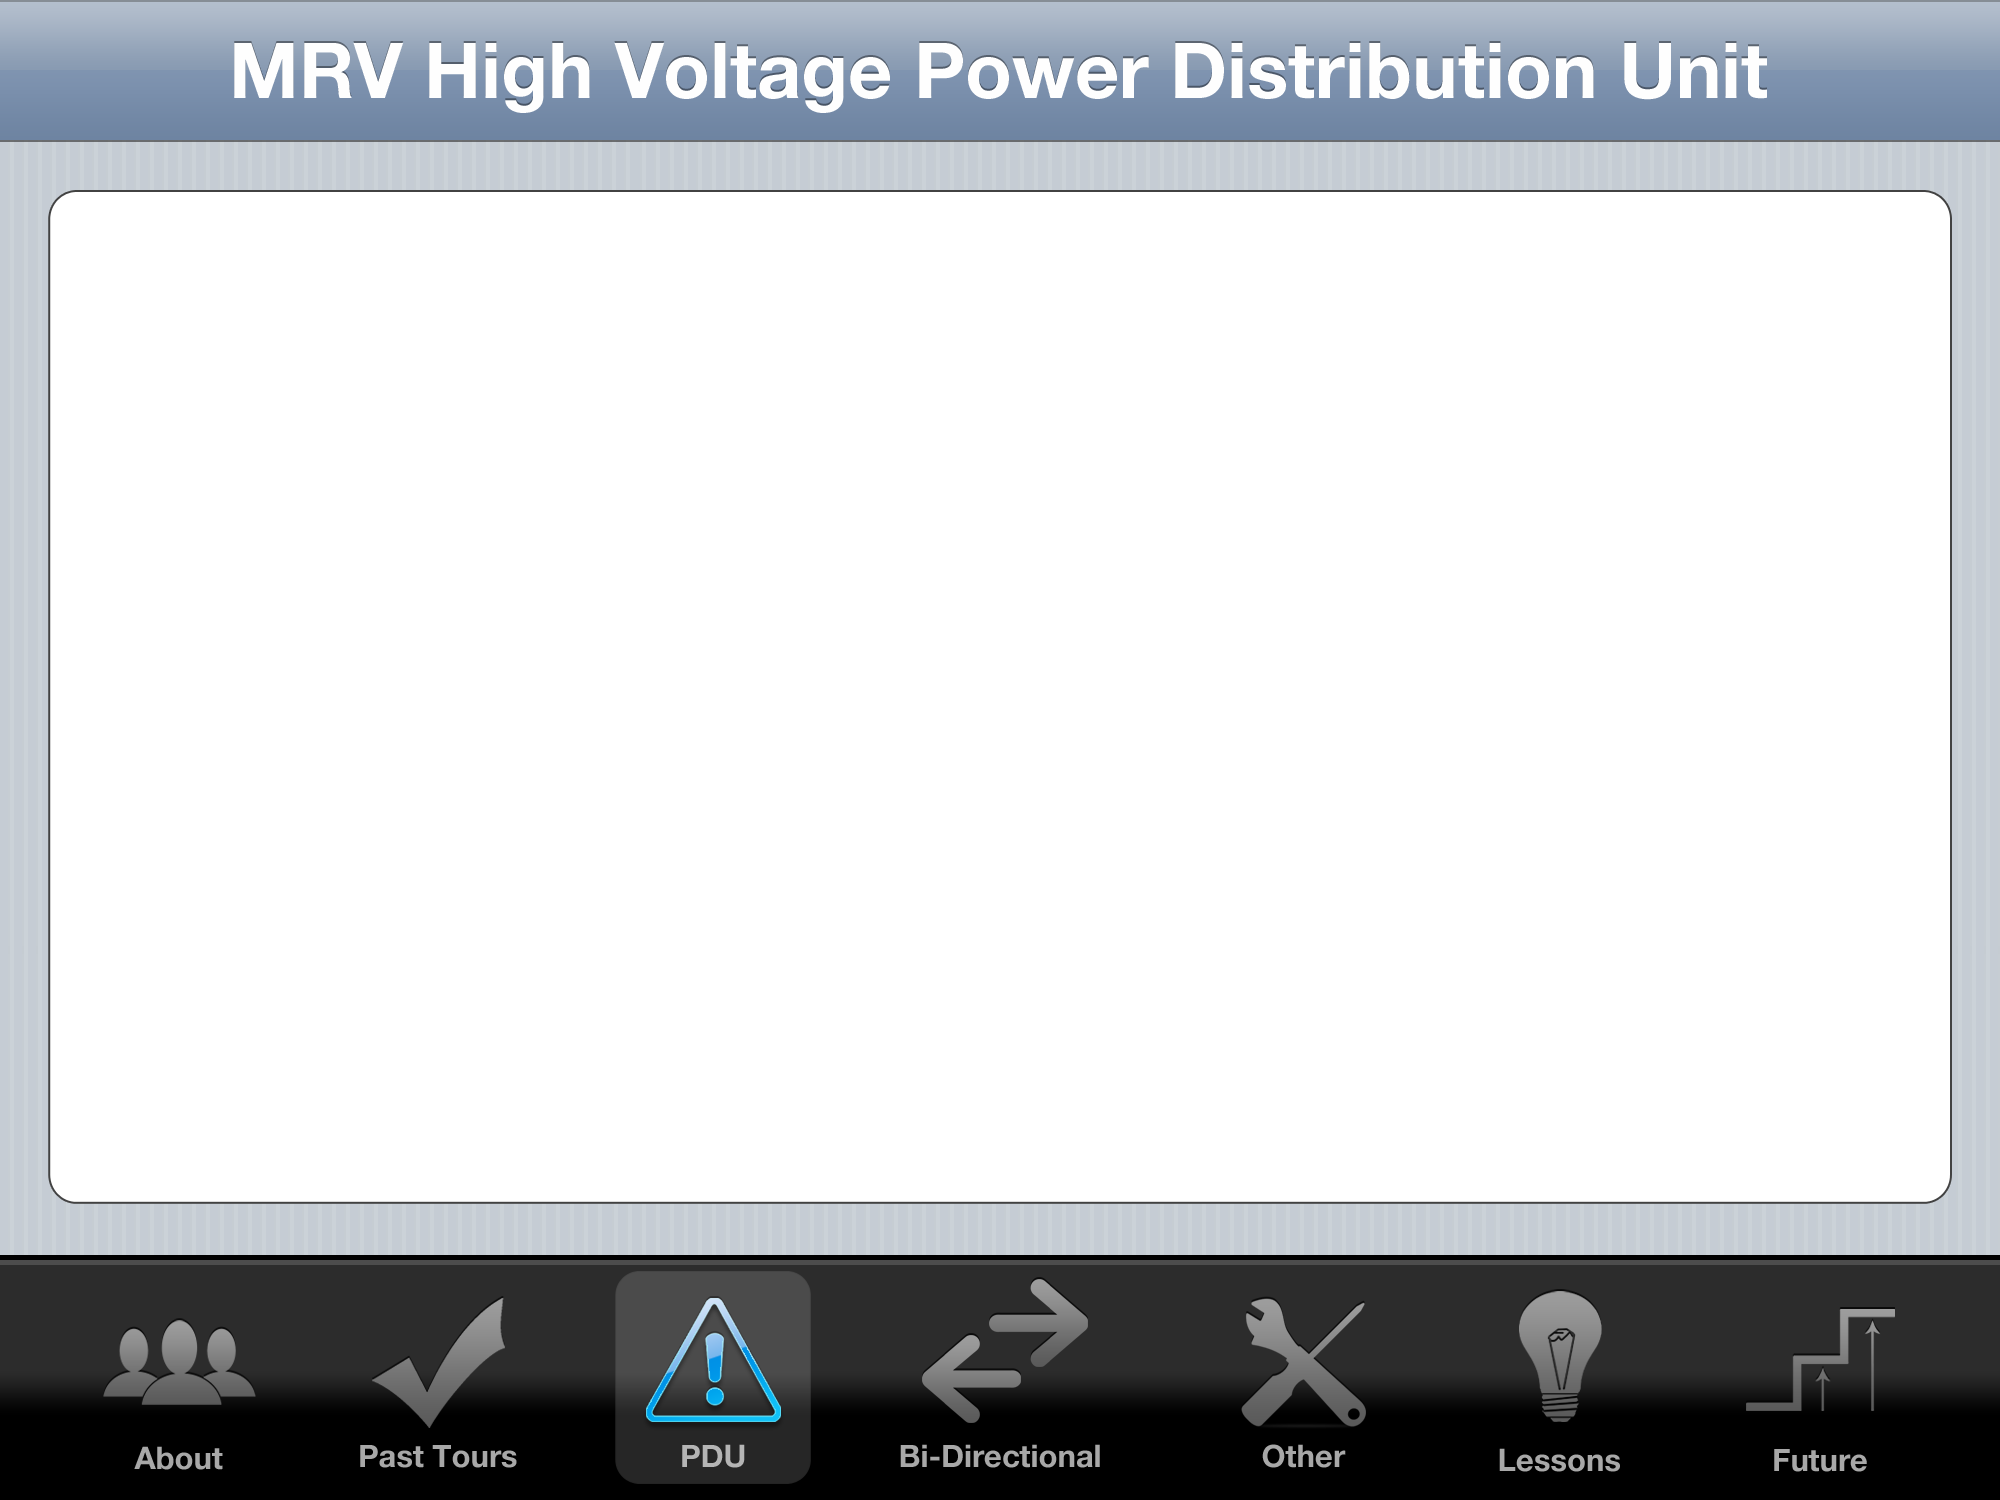 MRV High Voltage Power Distribution Unit
About
Past Tours
PDU
Bi-Directional
Other
Lessons
Future